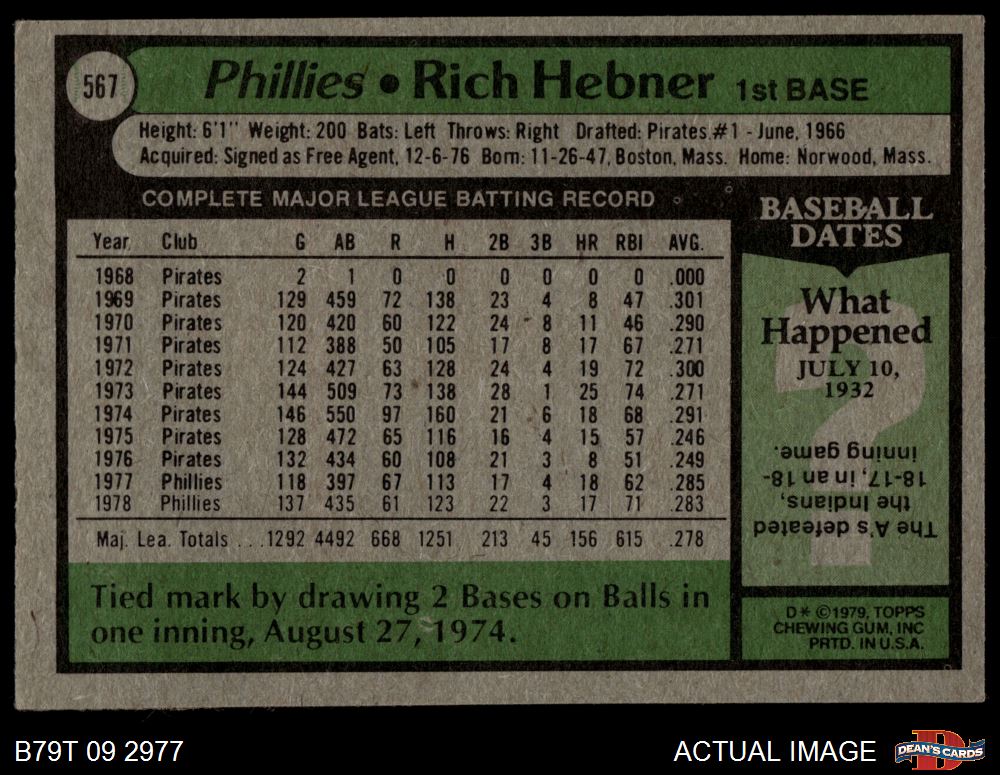 567
Phillies • Rich Hebner 1st BASE
Height: 6'1" Weight: 200 Bats: Left Throws: Right Drafted: Pirates #1 - June, 1966
Acquired: Signed as Free Agent, 12-6-76 Born: 11-26-47, Boston, Mass. Home: Norwood, Mass.
COMPLETE MAJOR LEAGUE BATTING RECORD
Year Club G AB R H 2B 3B HR RBI AVG.
1968 Pirates 2 1 0 0 0 0 0 0 .000
1969 Pirates 129 459 72 138 23 4 8 47 .301
1970 Pirates 120 420 60 122 24 8 11 46 .290
1971 Pirates 112 388 50 105 17 8 17 67 .271
1972 Pirates 124 427 63 128 24 4 19 72 .300
1973 Pirates 144 509 73 138 28 1 25 74 .271
1974 Pirates 146 550 97 160 21 6 18 68 .291
1975 Pirates 128 472 65 116 16 4 15 57 .246
1976 Pirates 132 434 60 108 21 3 8 51 .249
1977 Phillies 118 397 67 113 17 4 18 62 .285
1978 Phillies 137 435 61 123 22 3 17 71 .283
Maj. Lea. Totals ...1292 4492 668 1251 213 45 156 615 .278
Tied mark by drawing 2 Bases on Balls in
one inning, August 27, 1974.
BASEBALL
DATES
What
Happened
JULY 10,
1932
?
The A's defeated
the Indians,
18-17, in an 18-
inning game.
D* ©1979, TOPPS
CHEWING GUM, INC
PRTD. IN U.S.A.
B79T 09 2977
ACTUAL IMAGE
D
DEAN'S CARDS